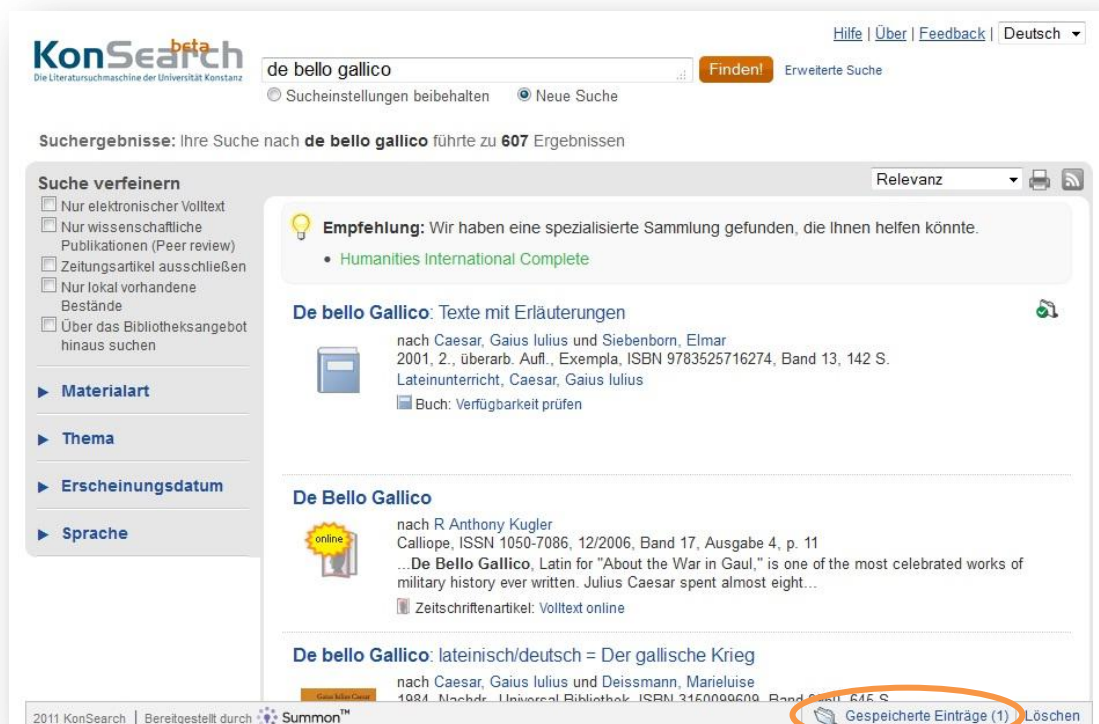 Hilfe | Über | Feedback | Deutsch
KonSearch beta
Die Literatursuchmaschine der Universität Konstanz
de bello gallico Finden! Erweiterte Suche
Sucheinstellungen beibehalten Neue Suche
Suchergebnisse: Ihre Suche nach de bello gallico führte zu 607 Ergebnissen
Relevanz
Suche verfeinern
Nur elektronischer Volltext
Nur wissenschaftliche
Publikationen (Peer review)
Zeitungsartikel ausschließen
Nur lokal vorhandene
Bestände
Über das Bibliotheksangebot
hinaus suchen
Materialart
Thema
Erscheinungsdatum
Sprache
Empfehlung: Wir haben eine spezialisierte Sammlung gefunden, die Ihnen helfen könnte.
• Humanities International Complete
De bello Gallico: Texte mit Erläuterungen
nach Caesar, Gaius Iulius und Siebenborn, Elmar
2001, 2., überarb. Aufl., Exempla, ISBN 9783525716274, Band 13, 142 S.
Lateinunterricht, Caesar, Gaius Iulius
Buch: Verfügbarkeit prüfen
De Bello Gallico
online
nach R Anthony Kugler
Calliope, ISSN 1050-7086, 12/2006, Band 17, Ausgabe 4, p. 11
...De Bello Gallico, Latin for "About the War in Gaul," is one of the most celebrated works of
military history ever written. Julius Caesar spent almost eight...
Zeitschriftenartikel: Volltext online
De bello Gallico: lateinisch/deutsch = Der gallische Krieg
nach Caesar, Gaius Iulius und Deissmann, Marieluise
1984, Nachdr., Universal-Bibliothek, ISBN 3150099609, Band 645 S.
2011 KonSearch | Bereitgestellt durch Summon™
Gespeicherte Einträge (1) Löschen